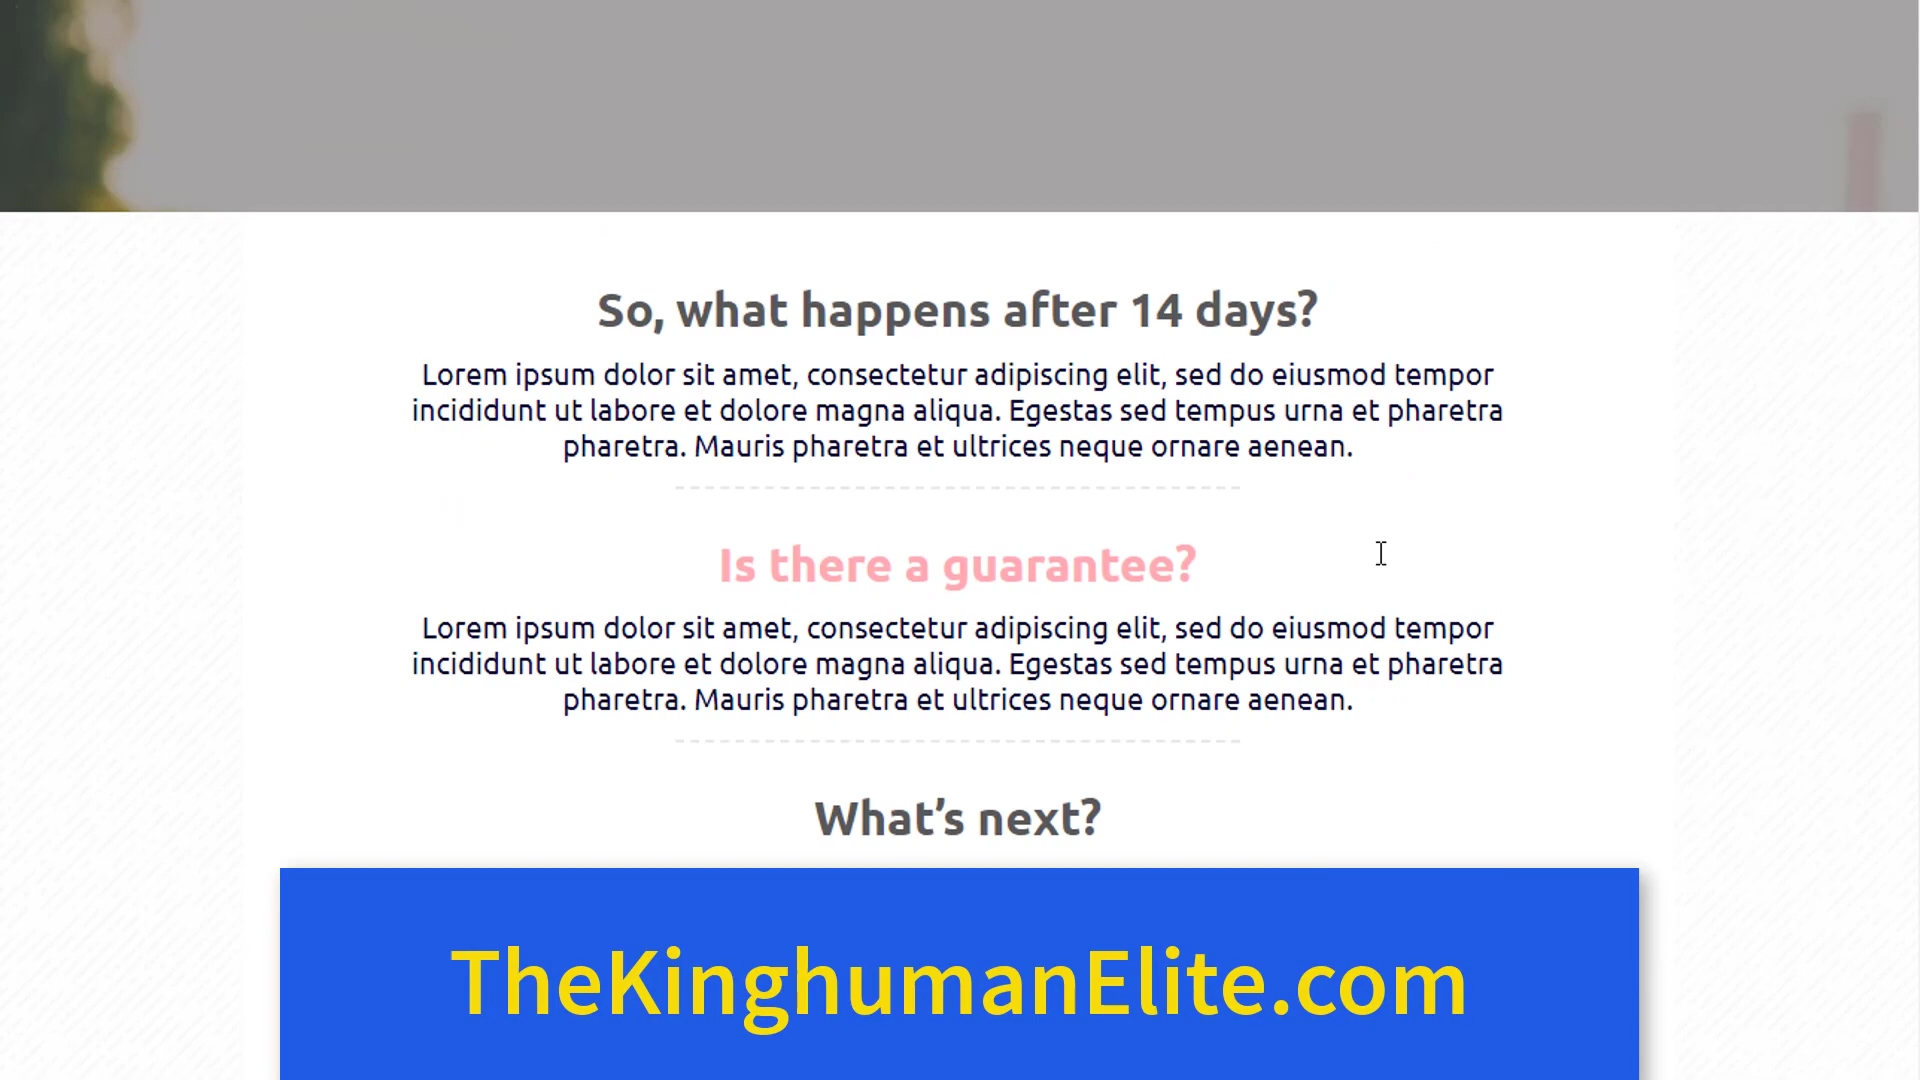 So, what happens after 14 days?
Lorem ipsum dolor sit amet, consectetur adipiscing elit, sed do eiusmod tempor
incididunt ut labore et dolore magna aliqua. Egestas sed tempus urna et pharetra
pharetra. Mauris pharetra et ultrices neque ornare aenean.
Is there a guarantee?
Lorem ipsum dolor sit amet, consectetur adipiscing elit, sed do eiusmod tempor
incididunt ut labore et dolore magna aliqua. Egestas sed tempus urna et pharetra
pharetra. Mauris pharetra et ultrices neque ornare aenean.
What’s next?
TheKinghumanElite.com